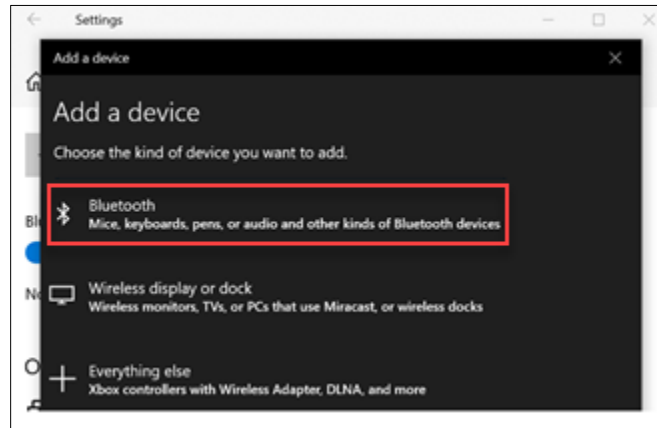 Settings
Add a device
Add a device
Choose the kind of device you want to add.
Bluetooth
Mice, keyboards, pens, or audio and other kinds of Bluetooth devices
Wireless display or dock
Wireless monitors, TVs, or PCs that use Miracast, or wireless docks
Everything else
Xbox controllers with Wireless Adapter, DLNA, and more